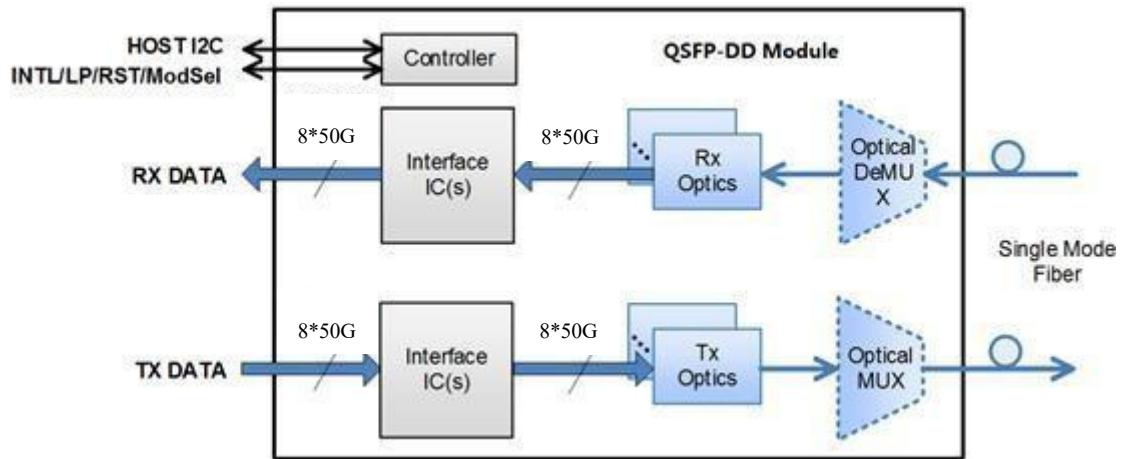 QSFP-DD Module
HOST I2C
INTL/LP/RST/ModSel
Controller
8*50G
8*50G
RX DATA
Interface
IC(s)
Rx
Optics
Optical
DeMU
X
Single Mode
Fiber
8*50G
8*50G
TX DATA
Interface
IC(s)
Tx
Optics
Optical
MUX